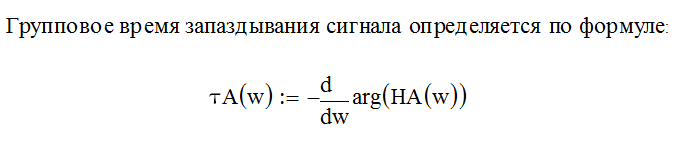 Групповое время запаздывания сигнала определяется по формуле:
τA(w) := -d/dw arg(HA(w))